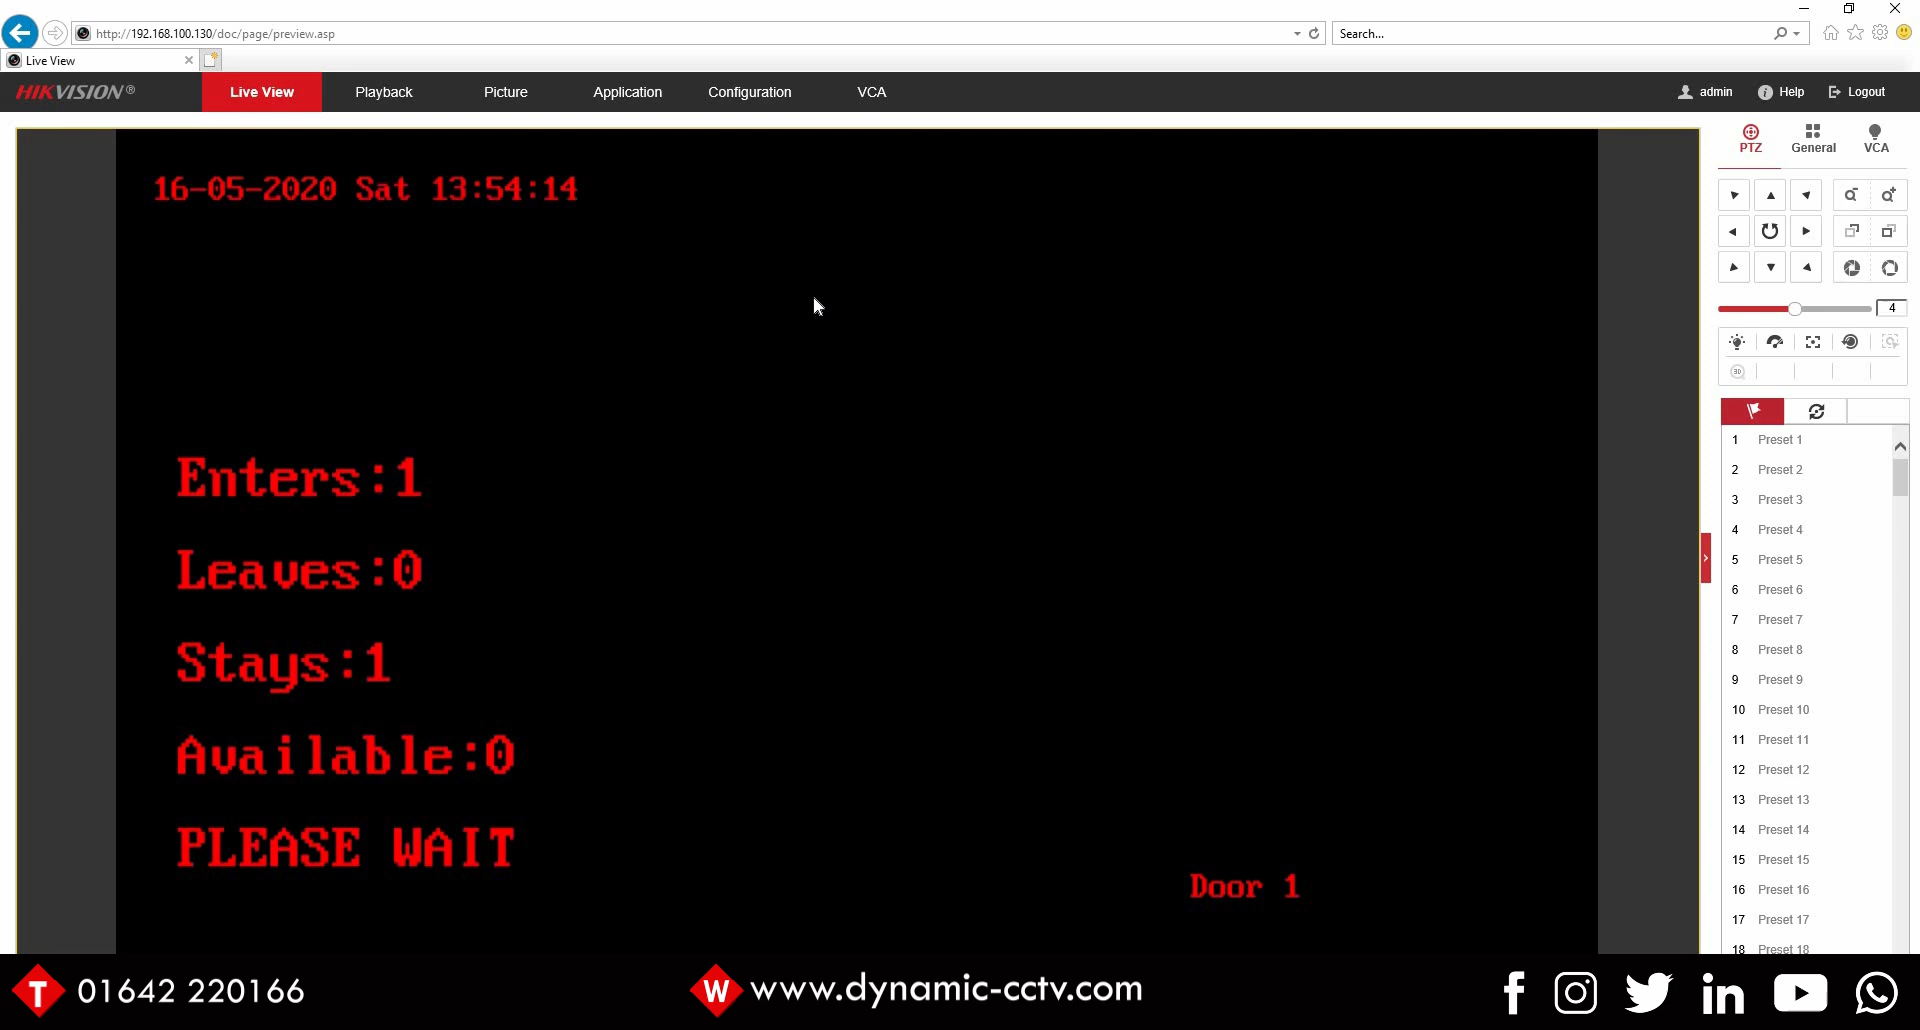 http://192.168.100.130/doc/page/preview.asp
Search...
Live View
HIKVISION®
Live View
Playback
Picture
Application
Configuration
VCA
admin
Help
Logout
PTZ
General
VCA
16-05-2020 Sat 13:54:14
4
3D
Enters:1
Leaves:0
Stays:1
Available:0
PLEASE WAIT
Door 1
1 Preset 1
2 Preset 2
3 Preset 3
4 Preset 4
5 Preset 5
6 Preset 6
7 Preset 7
8 Preset 8
9 Preset 9
10 Preset 10
11 Preset 11
12 Preset 12
13 Preset 13
14 Preset 14
15 Preset 15
16 Preset 16
17 Preset 17
18 Preset 18
T 01642 220166
W www.dynamic-cctv.com